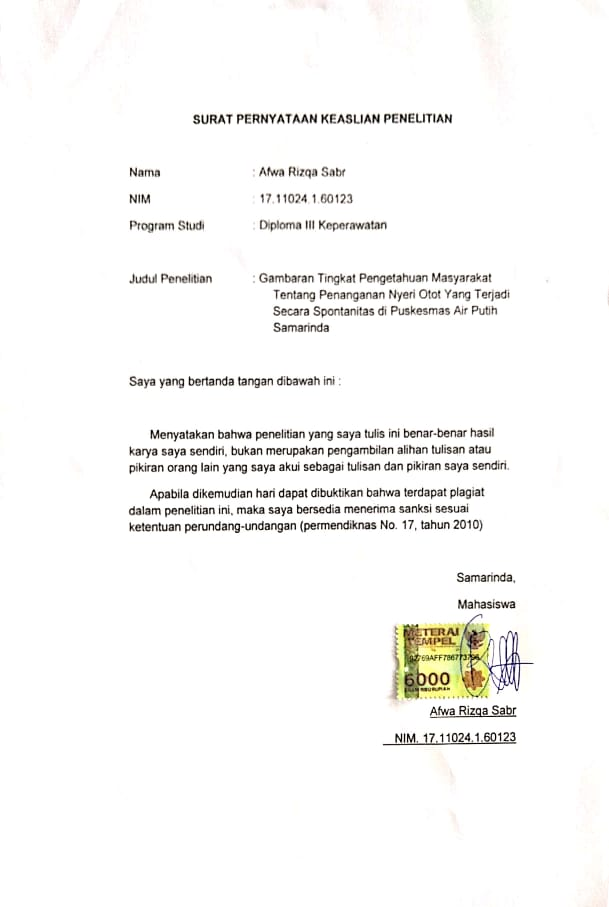 SURAT PERNYATAAN KEASLIAN PENELITIAN
Nama : Afwa Rizqa Sabr
NIM : 17.11024.1.60123
Program Studi : Diploma III Keperawatan
Judul Penelitian : Gambaran Tingkat Pengetahuan Masyarakat
Tentang Penanganan Nyeri Otot Yang Terjadi
Secara Spontanitas di Puskesmas Air Putih
Samarinda
Saya yang bertanda tangan dibawah ini :
Menyatakan bahwa penelitian yang saya tulis ini benar-benar hasil
karya saya sendiri, bukan merupakan pengambilan alihan tulisan atau
pikiran orang lain yang saya akui sebagai tulisan dan pikiran saya sendiri.
Apabila dikemudian hari dapat dibuktikan bahwa terdapat plagiat
dalam penelitian ini, maka saya bersedia menerima sanksi sesuai
ketentuan perundang-undangan (permendiknas No. 17, tahun 2010)
Samarinda,
Mahasiswa
METERAI
TEMPEL
6000
ENAM RIBU RUPIAH
Afwa Rizqa Sabr
NIM. 17.11024.1.60123